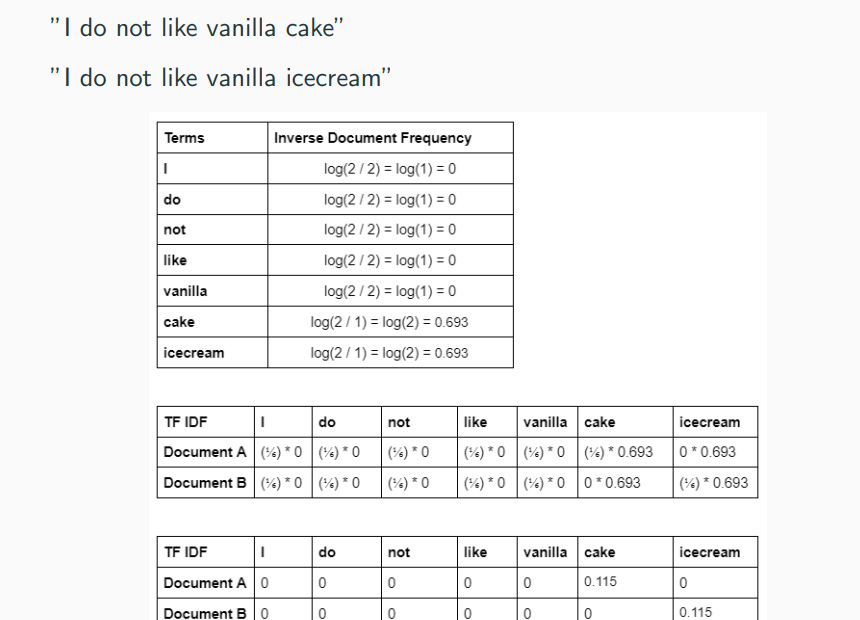 "I do not like vanilla cake"
"I do not like vanilla icecream"
Terms Inverse Document Frequency
I log(2 / 2) = log(1) = 0
do log(2 / 2) = log(1) = 0
not log(2 / 2) = log(1) = 0
like log(2 / 2) = log(1) = 0
vanilla log(2 / 2) = log(1) = 0
cake log(2 / 1) = log(2) = 0.693
icecream log(2 / 1) = log(2) = 0.693
TF IDF I do not like vanilla cake icecream
Document A (⅙) * 0 (⅙) * 0 (⅙) * 0 (⅙) * 0 (⅙) * 0 (⅙) * 0.693 0 * 0.693
Document B (⅙) * 0 (⅙) * 0 (⅙) * 0 (⅙) * 0 (⅙) * 0 0 * 0.693 (⅙) * 0.693
TF IDF I do not like vanilla cake icecream
Document A 0 0 0 0 0 0.115 0
Document B 0 0 0 0 0 0 0.115